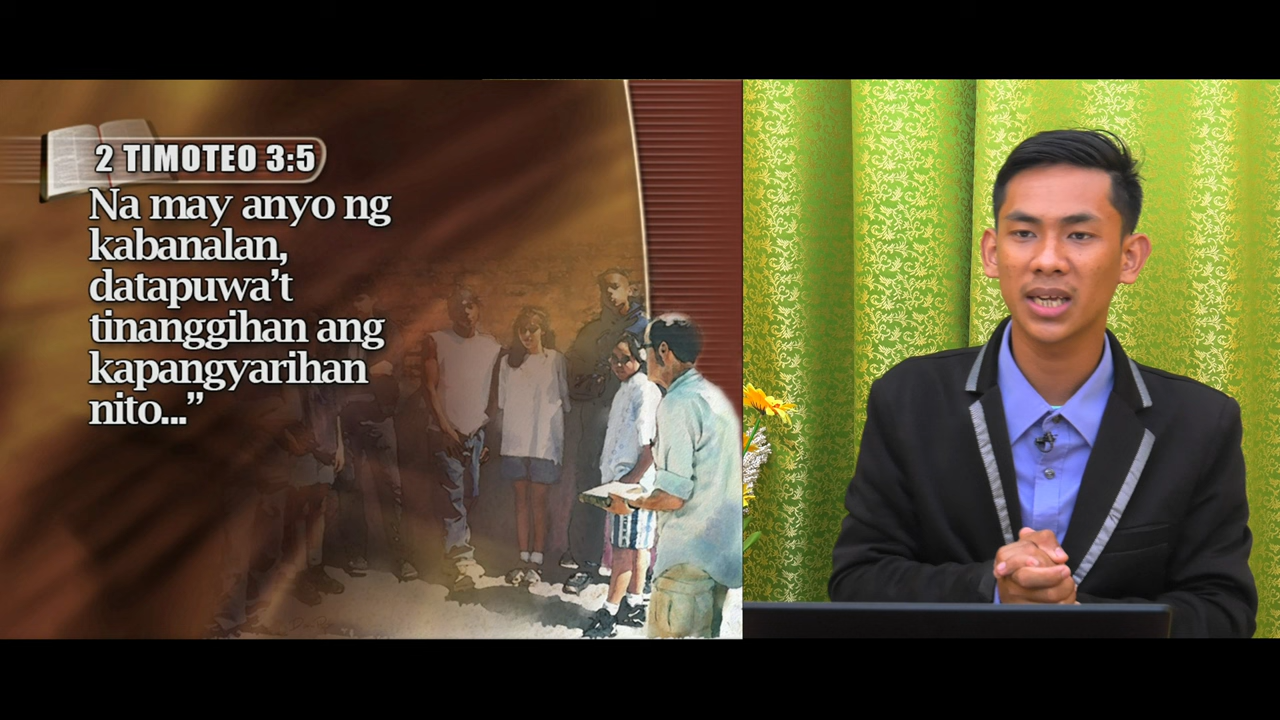 2 TIMOTEO 3:5
Na may anyo ng
kabanalan,
datapuwa’t
tinanggihan ang
kapangyarihan
nito...”